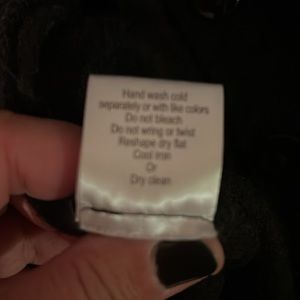 Hand wash cold
separately or with like colors
Do not bleach
Do not wring or twist
Reshape dry flat
Cool iron
Or
Dry clean